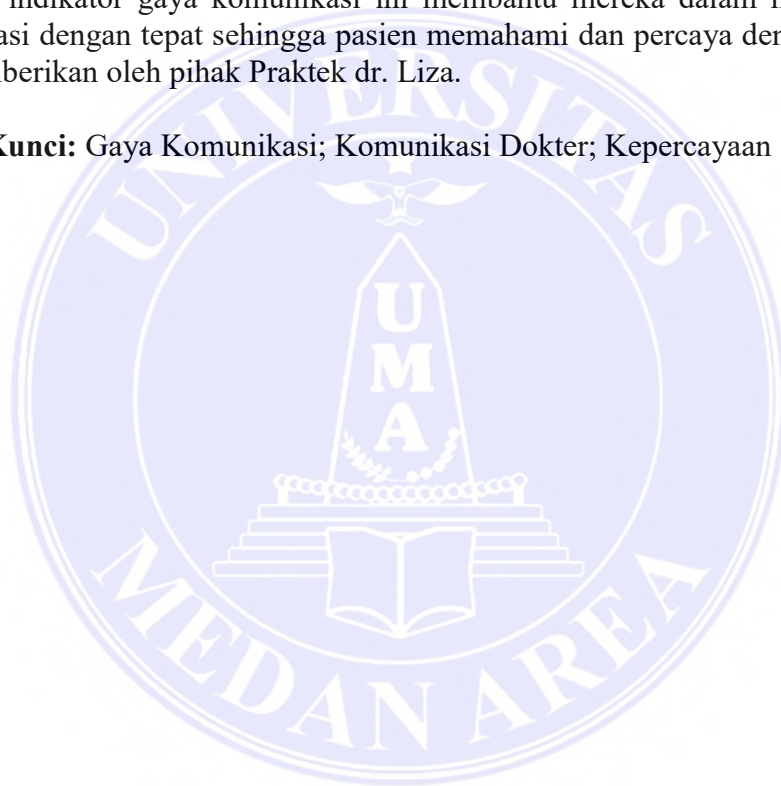 indikator gaya komunikasi ini membantu mereka dalam
asi dengan tepat sehingga pasien memahami dan percaya den
berikan oleh pihak Praktek dr. Liza.
Kunci: Gaya Komunikasi; Komunikasi Dokter; Kepercayaan
UNIVERSITAS
UMA
MEDAN AREA